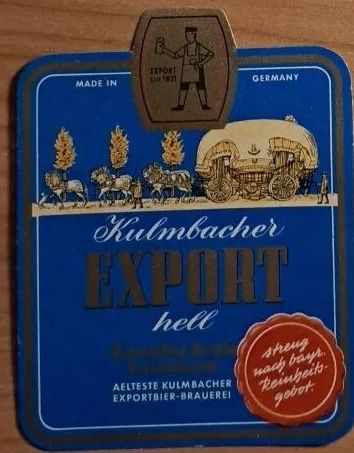 EXPORT
SEIT 1831
MADE IN
GERMANY
Kulmbacher
EXPORT
hell
AELTESTE KULMBACHER
EXPORTBIER-BRAUEREI
streng
nach bayr.
Reinheits-
gebot.